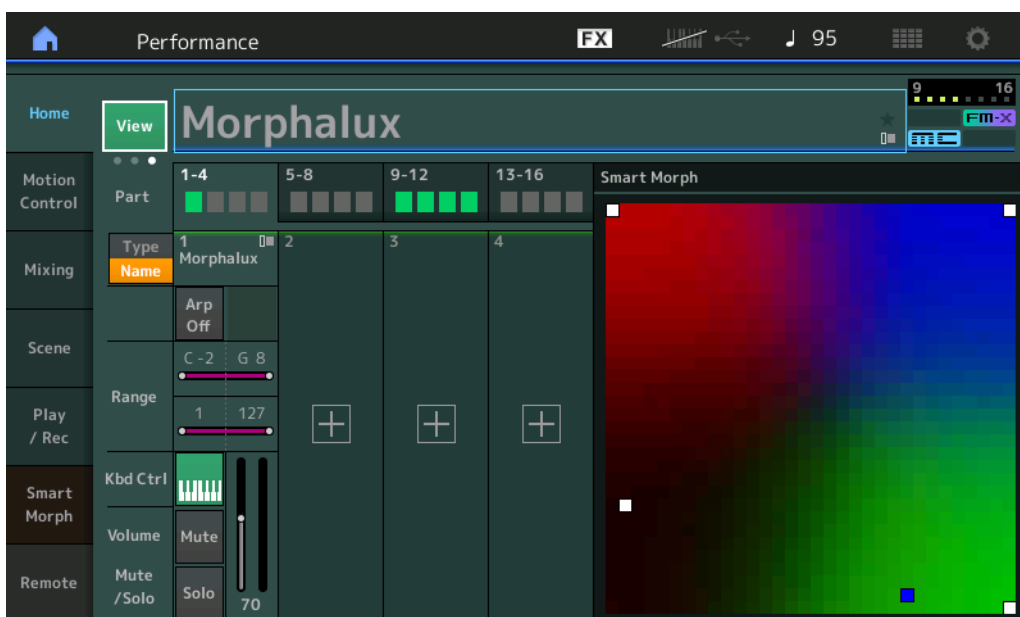 Performance
FX
95
Home
View
Morphalux
9 16
FM-X
MC
Motion
Control
Part
1-4
5-8
9-12
13-16
Smart Morph
Mixing
Type
Name
1
Morphalux
2
3
4
Arp
Off
Scene
Range
C -2 G 8
1 127
Play
/ Rec
Kbd Ctrl
Smart
Morph
Volume
Mute
Mute
/Solo
Solo
70
Remote